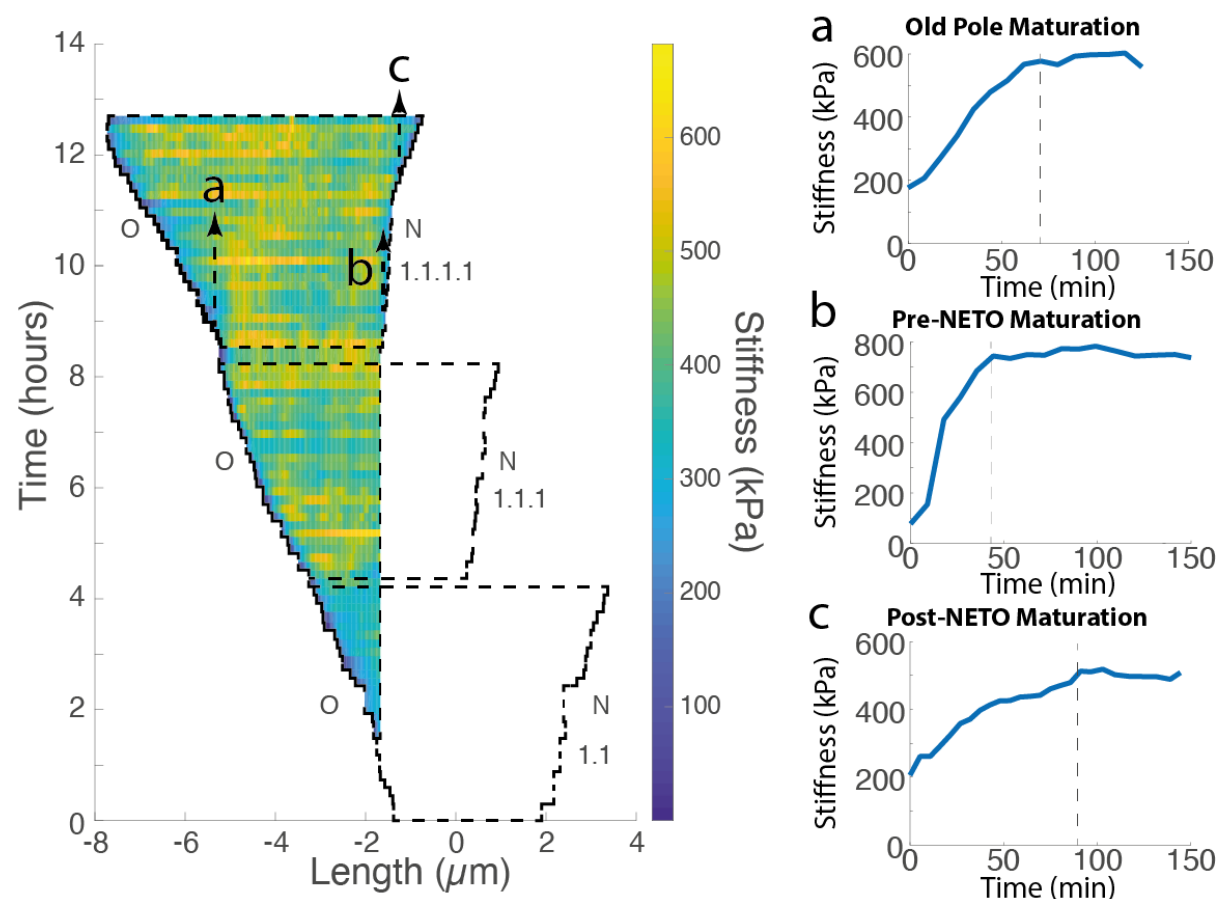 14
12
10
8
6
4
2
0
Time (hours)
-8
-6
-4
-2
0
2
4
Length (μm)
a
b
c
O
N
1.1.1.1
O
N
1.1.1
O
N
1.1
600
500
400
300
200
100
Stiffness (kPa)
a
Old Pole Maturation
600
400
200
0
Stiffness (kPa)
0
50
100
150
Time (min)
b
Pre-NETO Maturation
800
600
400
200
0
Stiffness (kPa)
0
50
100
150
Time (min)
c
Post-NETO Maturation
600
400
200
0
Stiffness (kPa)
0
50
100
150
Time (min)